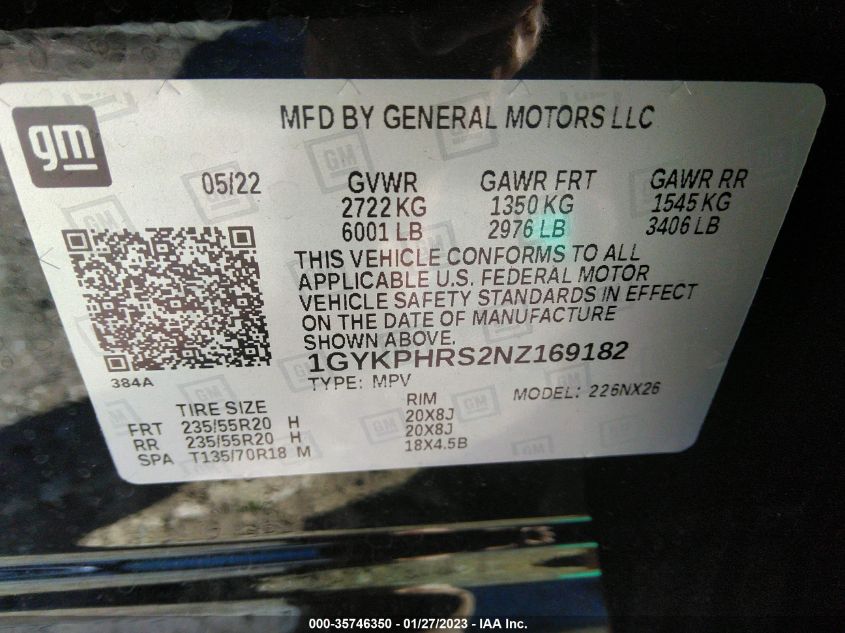 gm
MFD BY GENERAL MOTORS LLC
05/22 GVWR GAWR FRT GAWR RR
2722 KG 1350 KG 1545 KG
6001 LB 2976 LB 3406 LB
THIS VEHICLE CONFORMS TO ALL
APPLICABLE U.S. FEDERAL MOTOR
VEHICLE SAFETY STANDARDS IN EFFECT
ON THE DATE OF MANUFACTURE
SHOWN ABOVE.
1GYKPHRS2NZ169182
384A TYPE: MPV MODEL: 226NX26
TIRE SIZE RIM
FRT 235/55R20 H 20X8J
RR 235/55R20 H 20X8J
SPA T135/70R18 M 18X4.5B
000-35746350 — 01/27/2023 — IAA Inc.